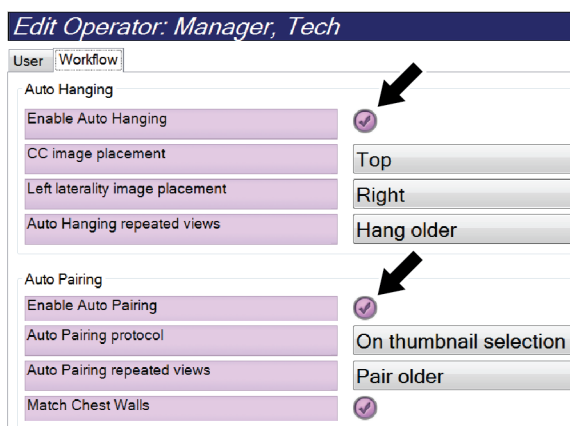 Edit Operator: Manager, Tech
User Workflow
Auto Hanging
Enable Auto Hanging
CC image placement Top
Left laterality image placement Right
Auto Hanging repeated views Hang older
Auto Pairing
Enable Auto Pairing
Auto Pairing protocol On thumbnail selection
Auto Pairing repeated views Pair older
Match Chest Walls